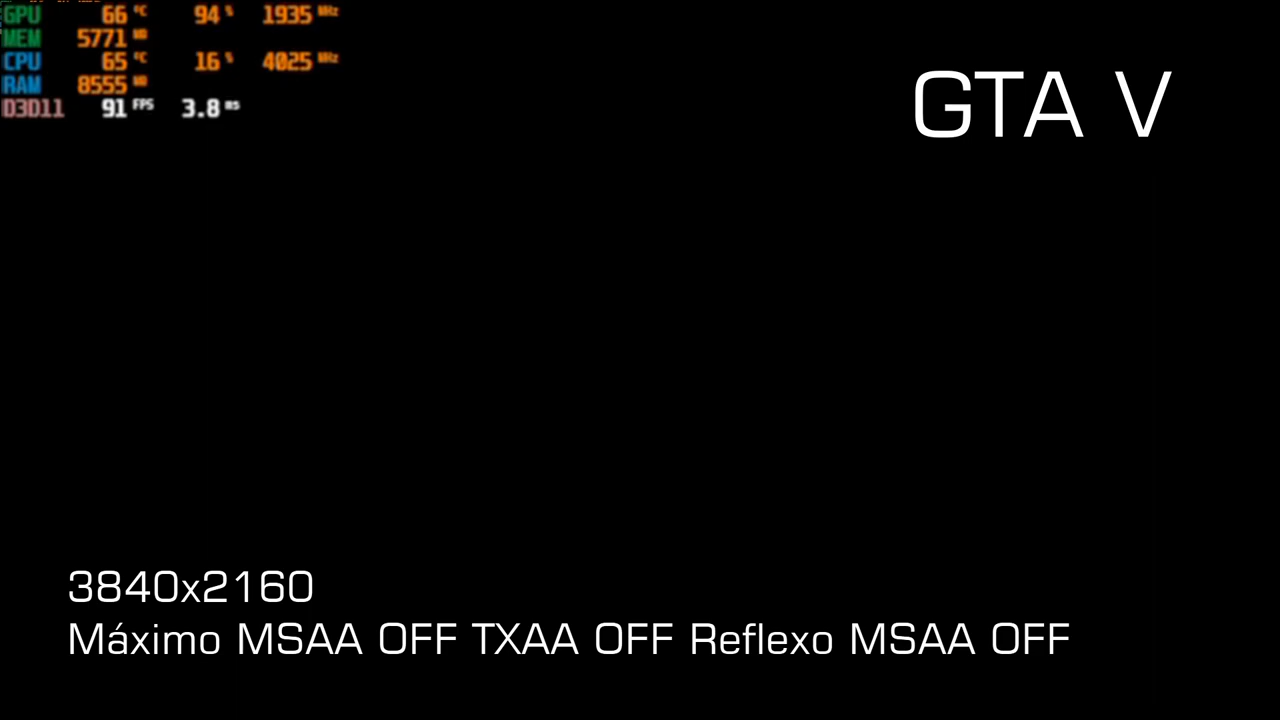 GPU 66 °C 94 % 1935 MHz
MEM 5771 MB
CPU 65 °C 16 % 4025 MHz
RAM 8555 MB
D3D11 91 FPS 3.8 ms
GTA V
3840x2160
Máximo MSAA OFF TXAA OFF Reflexo MSAA OFF